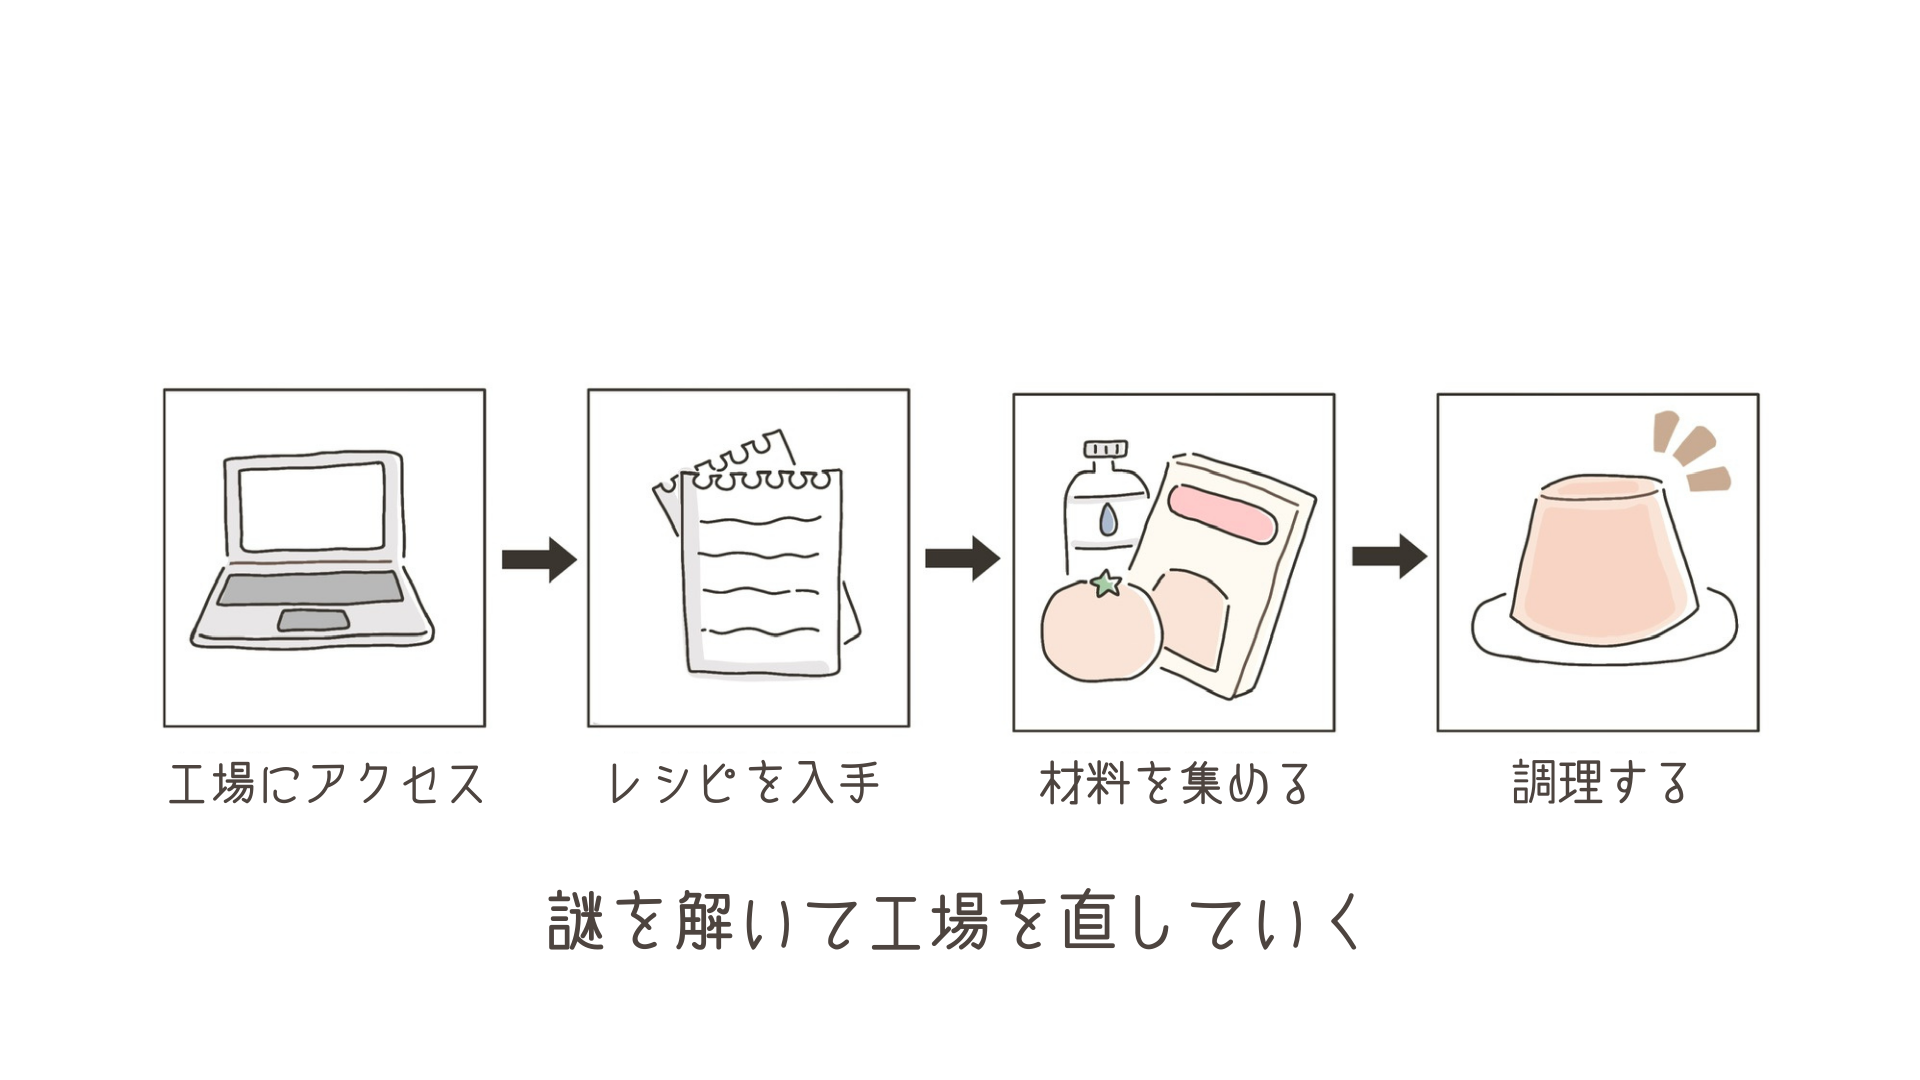 工場にアクセス
レシピを入手
材料を集める
調理する
謎を解いて工場を直していく